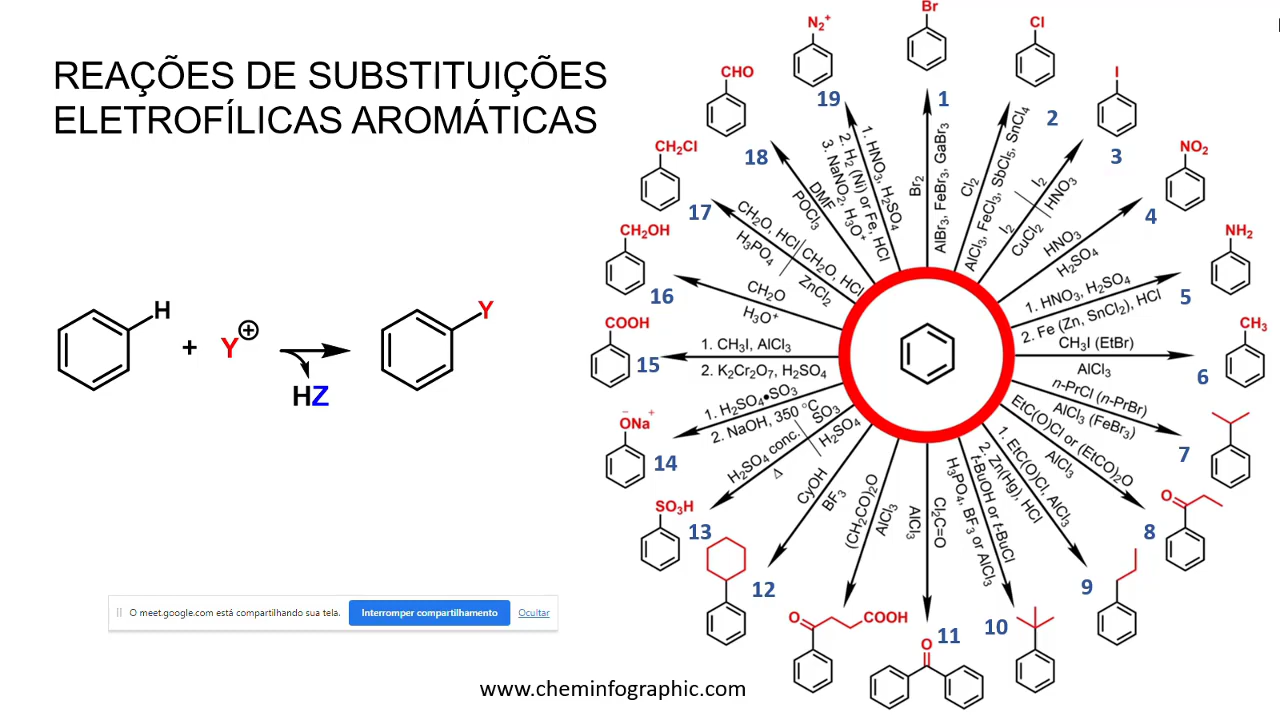 REAÇÕES DE SUBSTITUIÇÕES
ELETROFÍLICAS AROMÁTICAS
H
+
Y
⊕
HZ
Y
O meet.google.com está compartilhando sua tela.
Interromper compartilhamento
Ocultar
Br
1
Br2
AlBr3, FeBr3, GaBr3
Cl
2
Cl2
AlCl3, FeCl3, SbCl5, SnCl4
I
3
I2 | I2
CuCl2 | HNO3
NO2
4
HNO3
H2SO4
NH2
5
1. HNO3, H2SO4
2. Fe (Zn, SnCl2), HCl
CH3
6
CH3I (EtBr)
AlCl3
7
n-PrCl (n-PrBr)
AlCl3 (FeBr3)
O
8
EtC(O)Cl or (EtCO)2O
AlCl3
9
1. EtC(O)Cl, AlCl3
2. Zn(Hg), HCl
10
t-BuOH or t-BuCl
H3PO4, BF3 or AlCl3
O
11
Cl2C=O
AlCl3
O
COOH
(CH2CO)2O
AlCl3
12
CyOH
BF3
SO3H
13
H2SO4 conc. | SO3
Δ | H2SO4
ONa
− +
14
1. H2SO4•SO3
2. NaOH, 350 °C
COOH
15
1. CH3I, AlCl3
2. K2Cr2O7, H2SO4
CH2OH
16
CH2O
H3O+
CH2Cl
17
CH2O, HCl | CH2O, HCl
H3PO4 | ZnCl2
CHO
18
DMF
POCl3
N2+
19
1. HNO3, H2SO4
2. H2 (Ni) or Fe, HCl
3. NaNO2, H3O+
www.cheminfographic.com